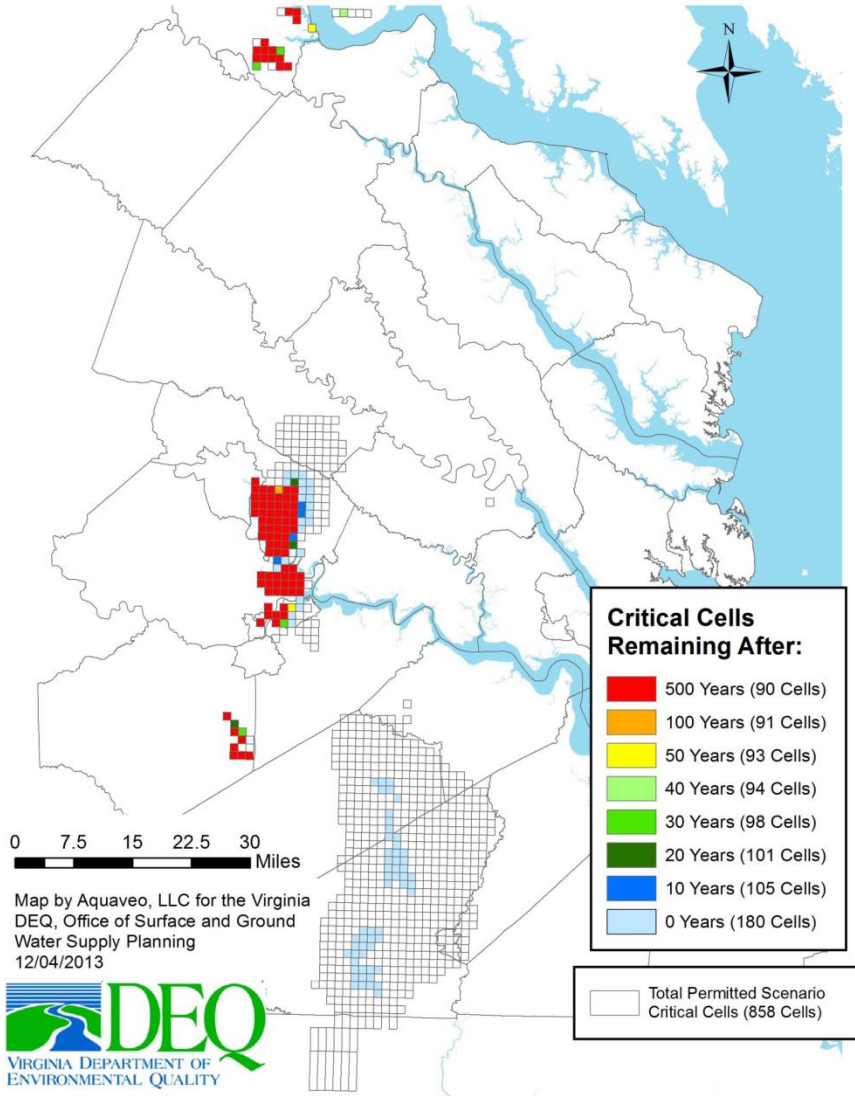 N
Critical Cells
Remaining After:
500 Years (90 Cells)
100 Years (91 Cells)
50 Years (93 Cells)
40 Years (94 Cells)
30 Years (98 Cells)
20 Years (101 Cells)
10 Years (105 Cells)
0 Years (180 Cells)
0 7.5 15 22.5 30
Miles
Map by Aquaveo, LLC for the Virginia
DEQ, Office of Surface and Ground
Water Supply Planning
12/04/2013
Total Permitted Scenario
Critical Cells (858 Cells)
DEQ
VIRGINIA DEPARTMENT OF
ENVIRONMENTAL QUALITY